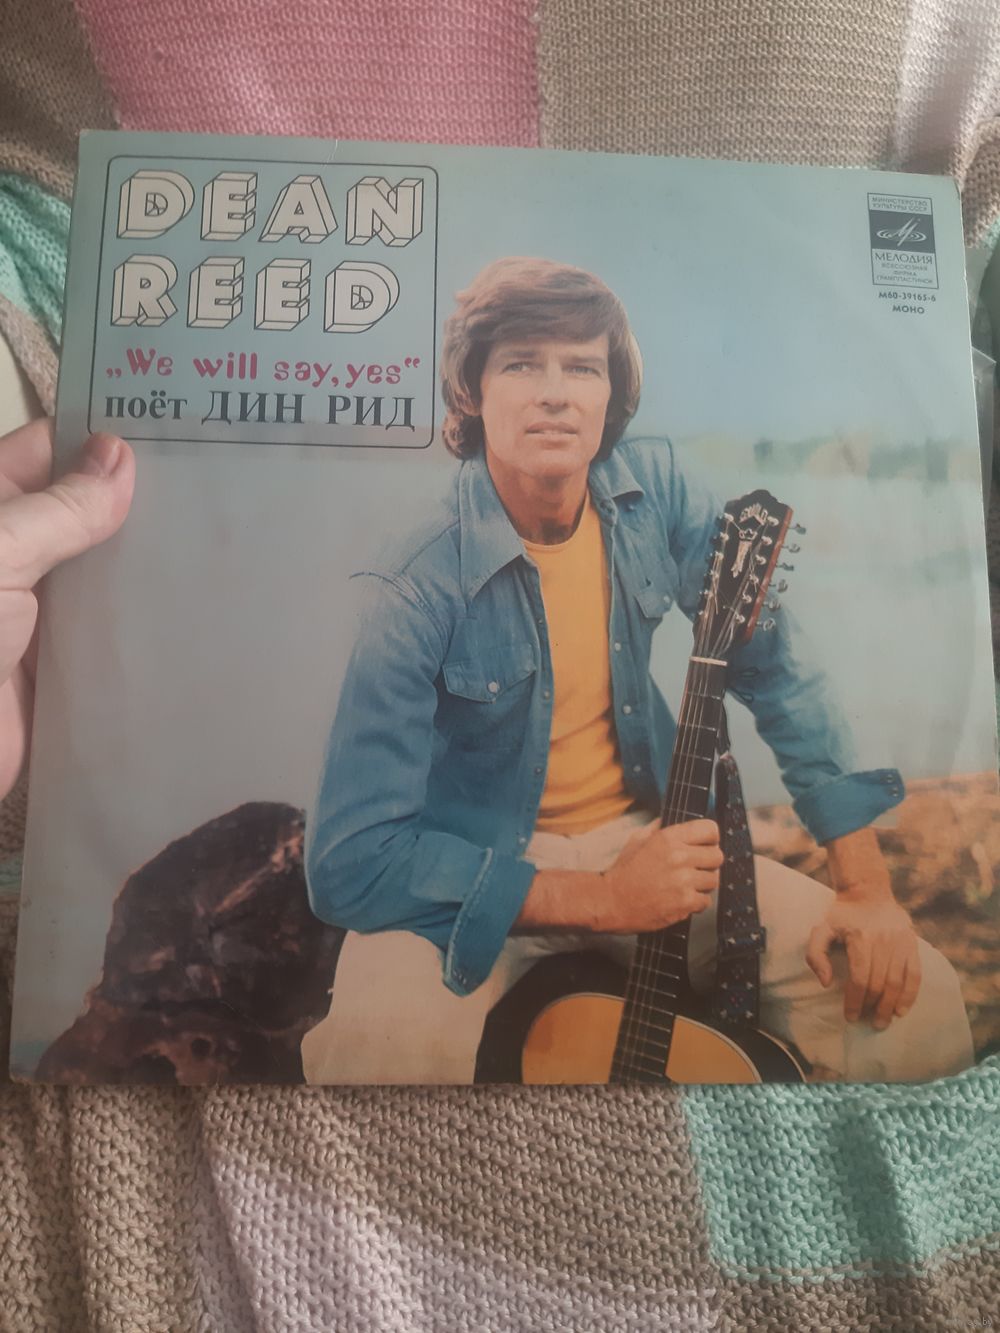 DEAN
REED
„We will say, yes“
поёт ДИН РИД
МИНИСТЕРСТВО
КУЛЬТУРЫ СССР
МЕЛОДИЯ
ВСЕСОЮЗНАЯ
ФИРМА
ГРАМПЛАСТИНОК
М60-39165-6
МОНО
GUILD